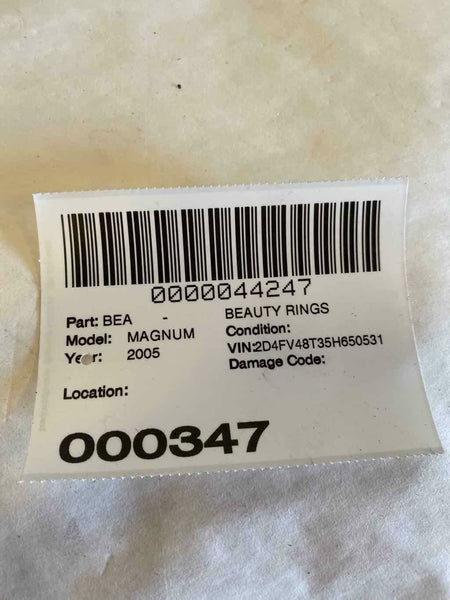 0000044247
Part: BEA - BEAUTY RINGS
Model: MAGNUM Condition:
Year: 2005 VIN:2D4FV48T35H650531
Damage Code:
Location:
000347